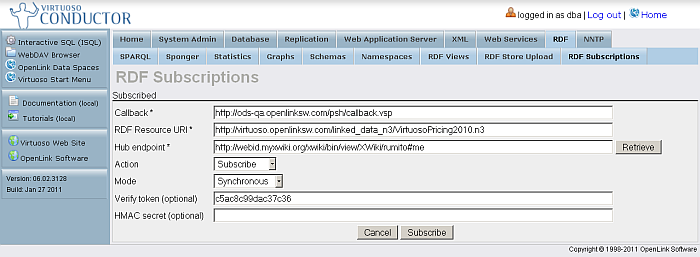 VIRTUOSO
CONDUCTOR
logged in as dba | Log out | Home
Interactive SQL (ISQL)
WebDAV Browser
OpenLink Data Spaces
Virtuoso Start Menu
Documentation (local)
Tutorials (local)
Virtuoso Web Site
OpenLink Software
Version: 06.02.3128
Build: Jan 27 2011
Home System Admin Database Replication Web Application Server XML Web Services RDF NNTP
SPARQL Sponger Statistics Graphs Schemas Namespaces RDF Views RDF Store Upload RDF Subscriptions
RDF Subscriptions
Subscribed
Callback * http://ods-qa.openlinksw.com/psh/callback.vsp
RDF Resource URI * http://virtuoso.openlinksw.com/linked_data_n3/VirtuosoPricing2010.n3
Hub endpoint * http://webid.myxwiki.org/xwiki/bin/view/XWiki/rumito#me Retrieve
Action Subscribe
Mode Synchronous
Verify token (optional) c5ac8c99dac37c36
HMAC secret (optional)
Cancel Subscribe
Copyright © 1998-2011 OpenLink Software